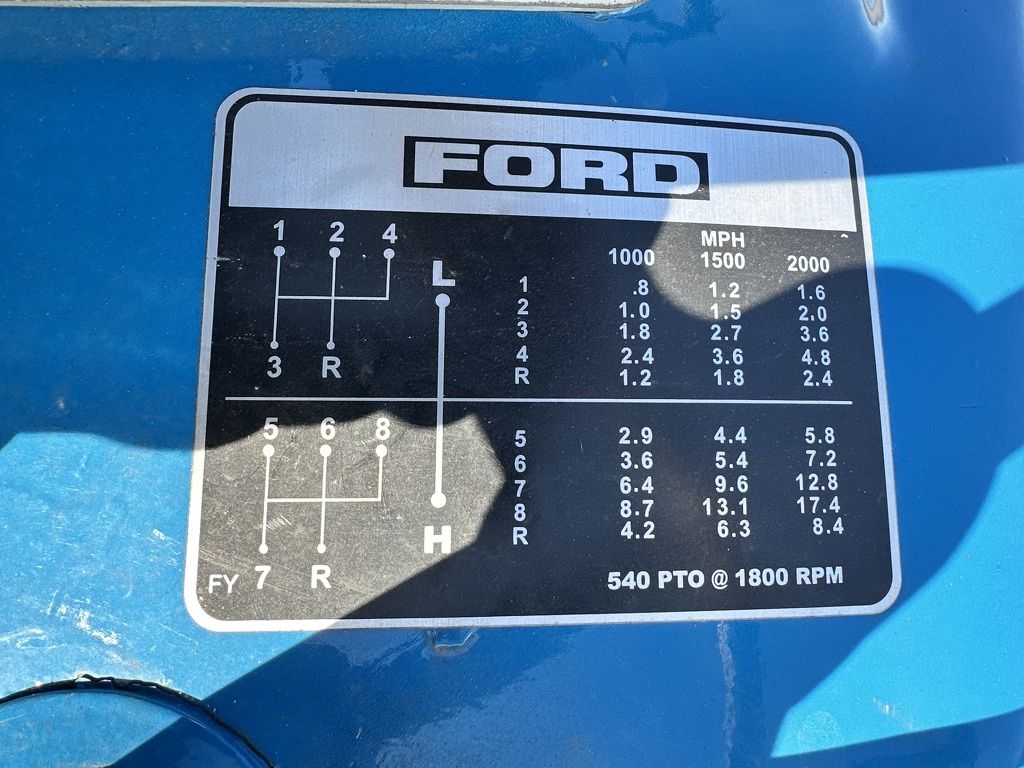 FORD
1 2 4
3 R
L
H
MPH
1000 1500 2000
1 .8 1.2 1.6
2 1.0 1.5 2.0
3 1.8 2.7 3.6
4 2.4 3.6 4.8
R 1.2 1.8 2.4
5 6 8
7 R
FY
5 2.9 4.4 5.8
6 3.6 5.4 7.2
7 6.4 9.6 12.8
8 8.7 13.1 17.4
R 4.2 6.3 8.4
540 PTO @ 1800 RPM